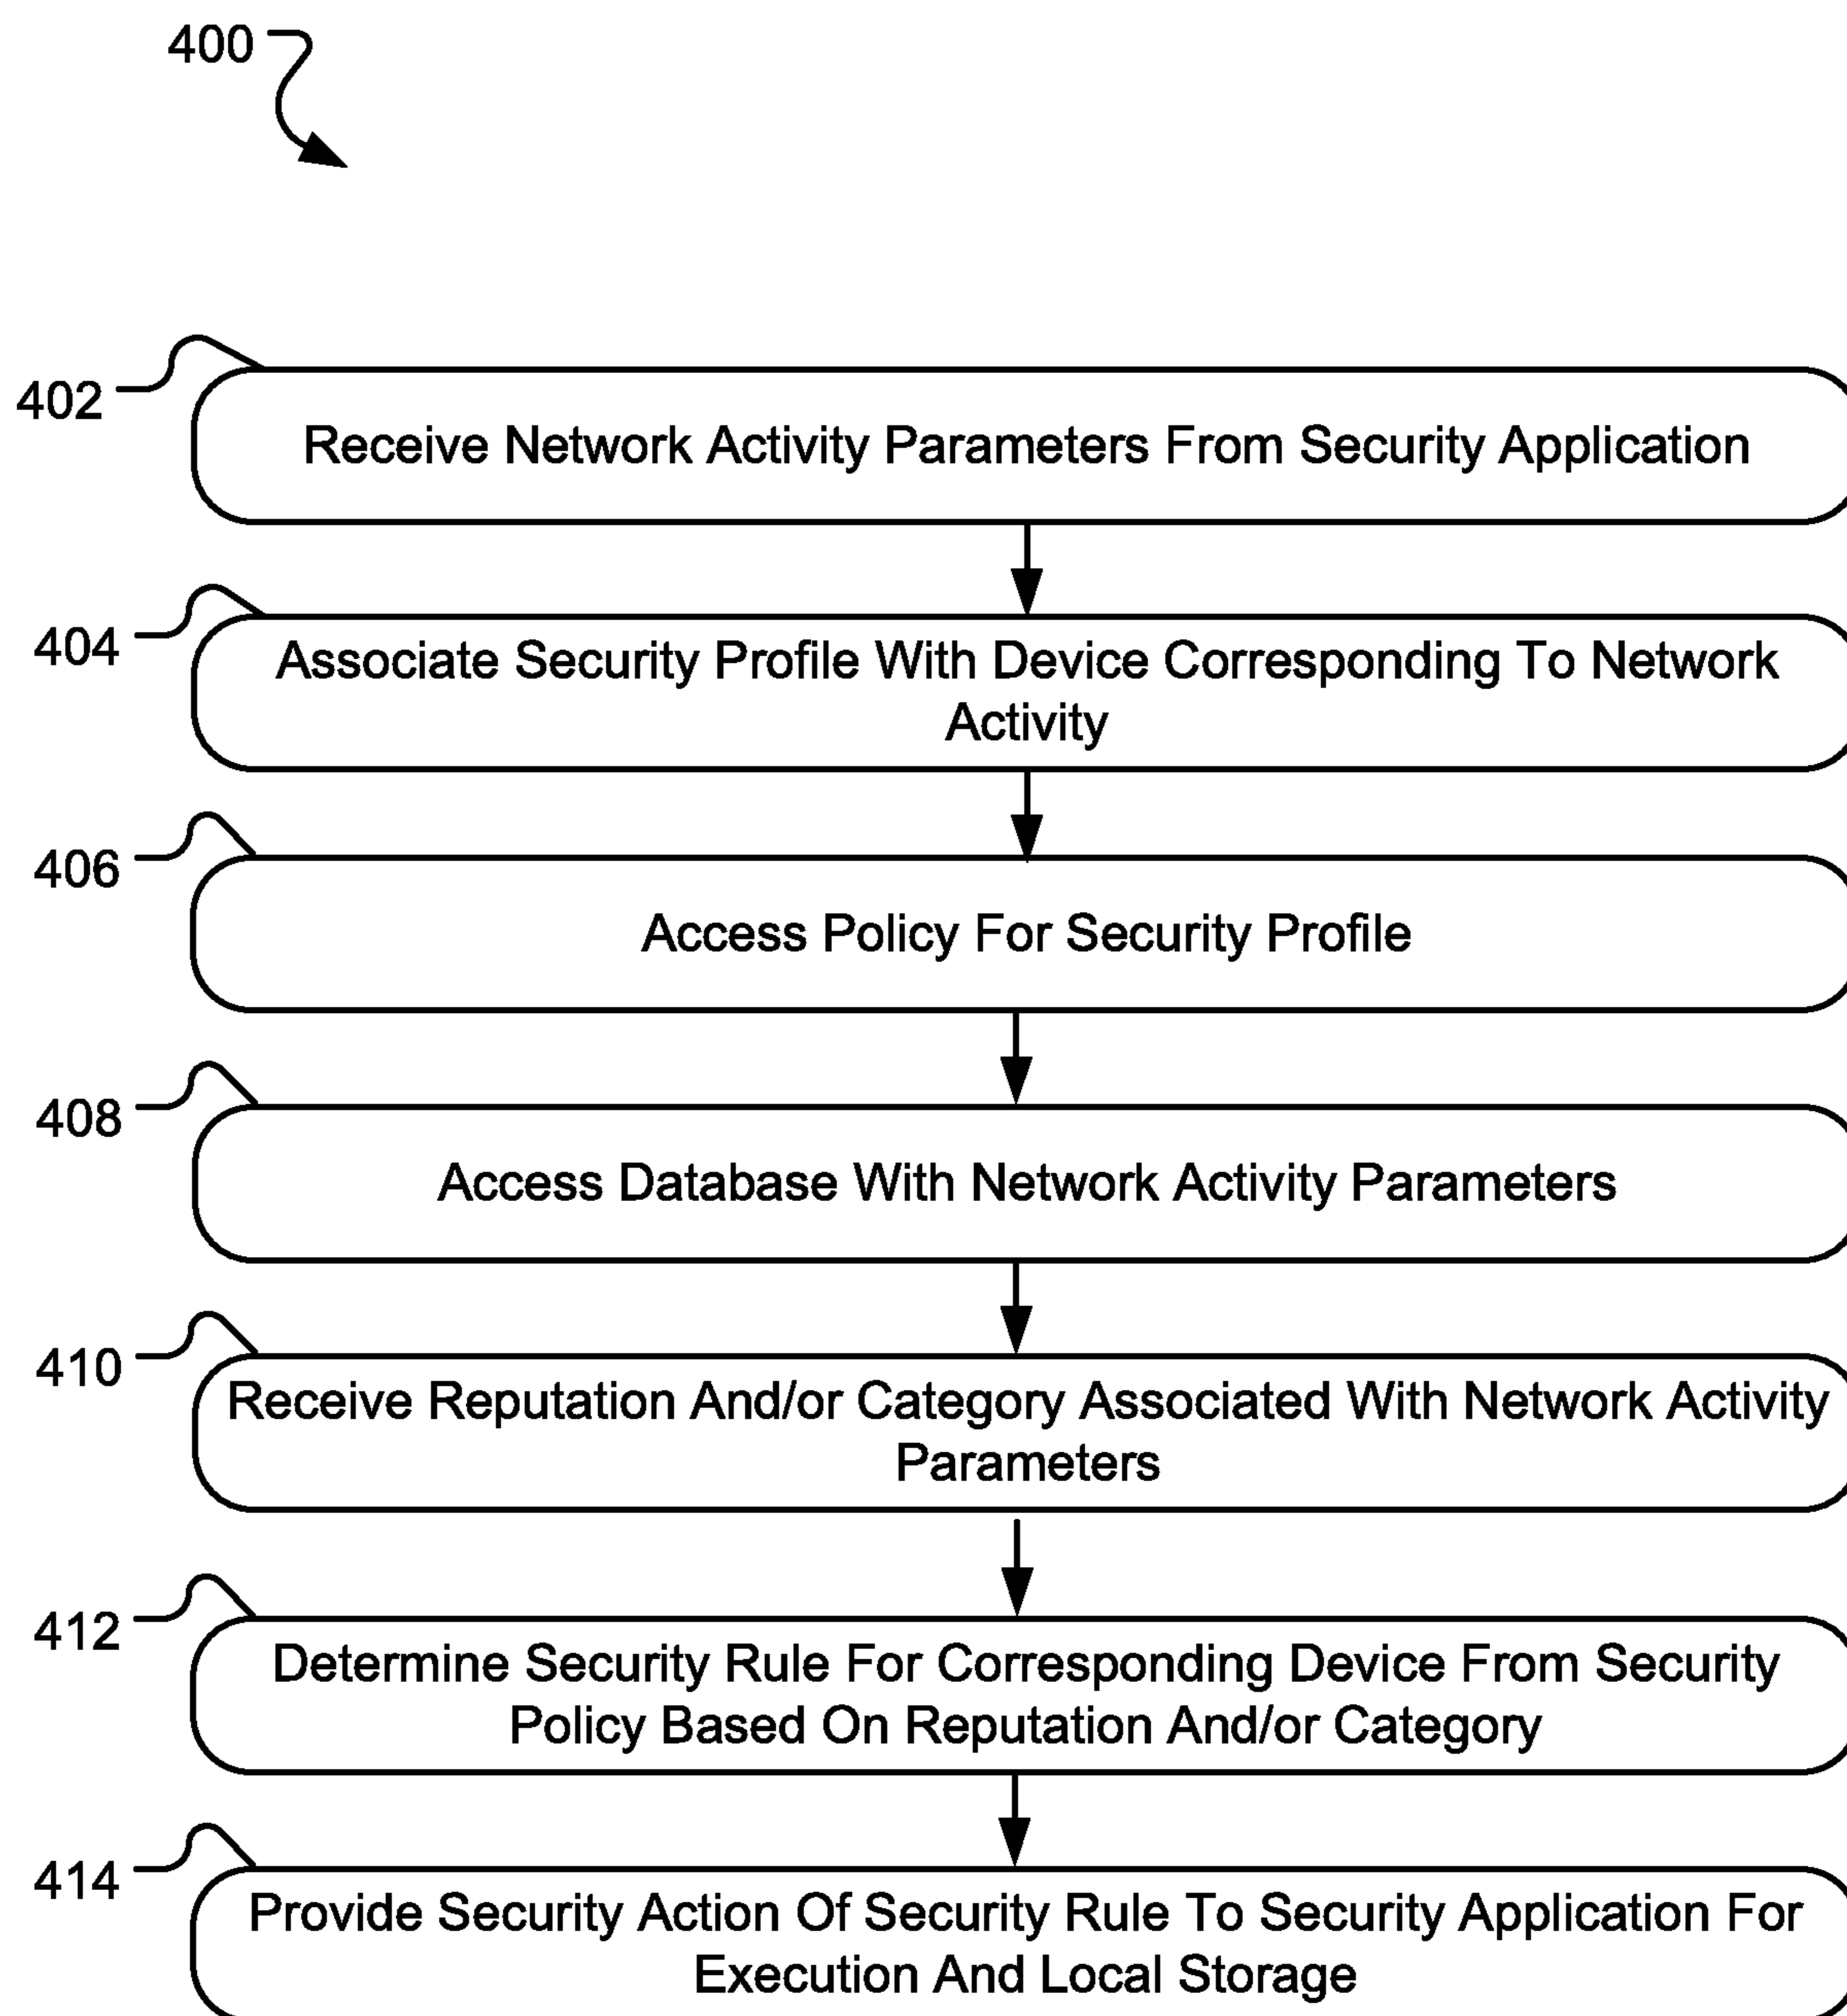 400
402
Receive Network Activity Parameters From Security Application
404
Associate Security Profile With Device Corresponding To Network
Activity
406
Access Policy For Security Profile
408
Access Database With Network Activity Parameters
410
Receive Reputation And/or Category Associated With Network Activity
Parameters
412
Determine Security Rule For Corresponding Device From Security
Policy Based On Reputation And/or Category
414
Provide Security Action Of Security Rule To Security Application For
Execution And Local Storage